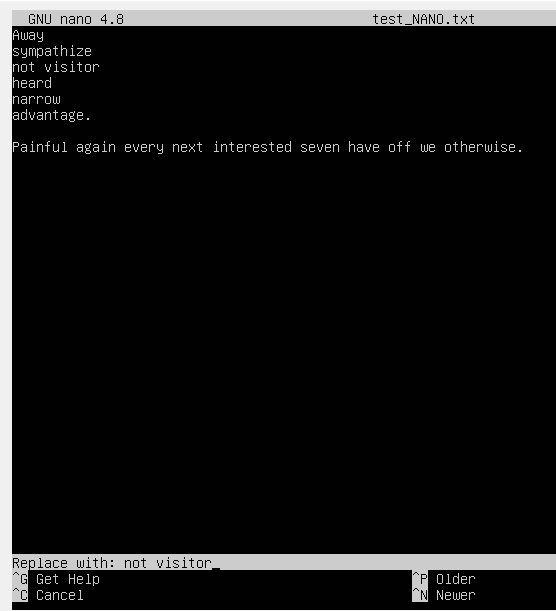 GNU nano 4.8 test_NANO.txt
Away
sympathize
not visitor
heard
narrow
advantage.
Painful again every next interested seven have off we otherwise.
Replace with: not visitor_
^G Get Help ^P Older
^C Cancel ^N Newer